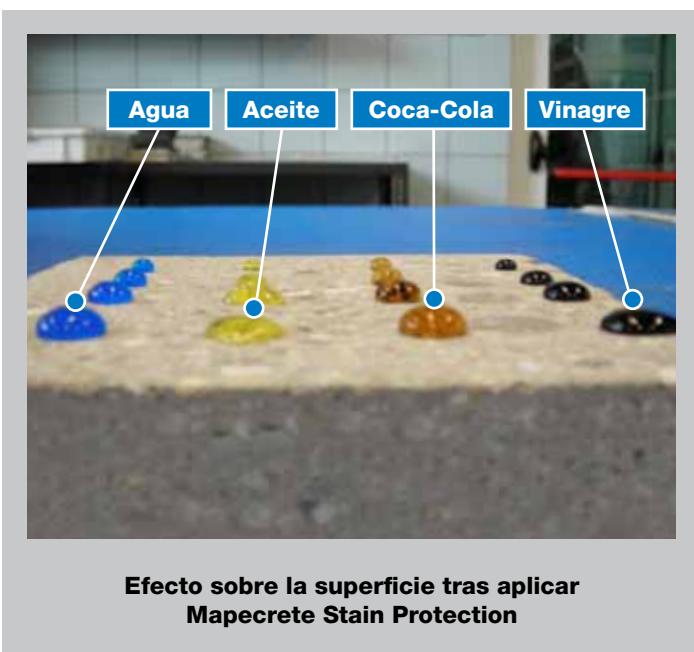 Agua Aceite Coca-Cola Vinagre
Efecto sobre la superficie tras aplicar
Mapecrete Stain Protection